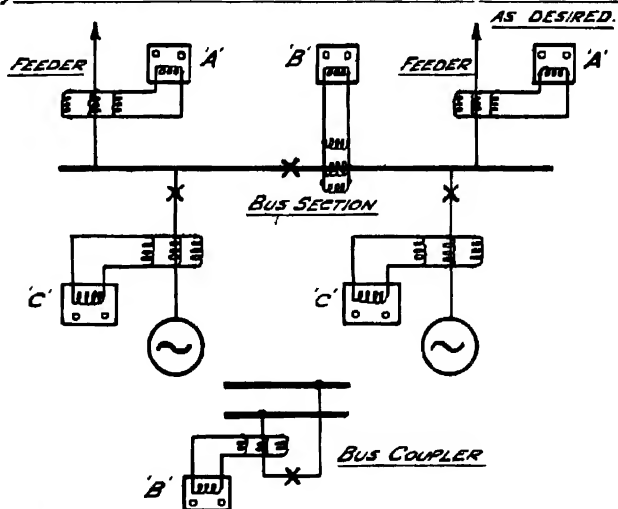 AS DESIRED.
FEEDER
'A'
'B'
FEEDER
'A'
BUS SECTION
'C'
'C'
BUS COUPLER
'B'